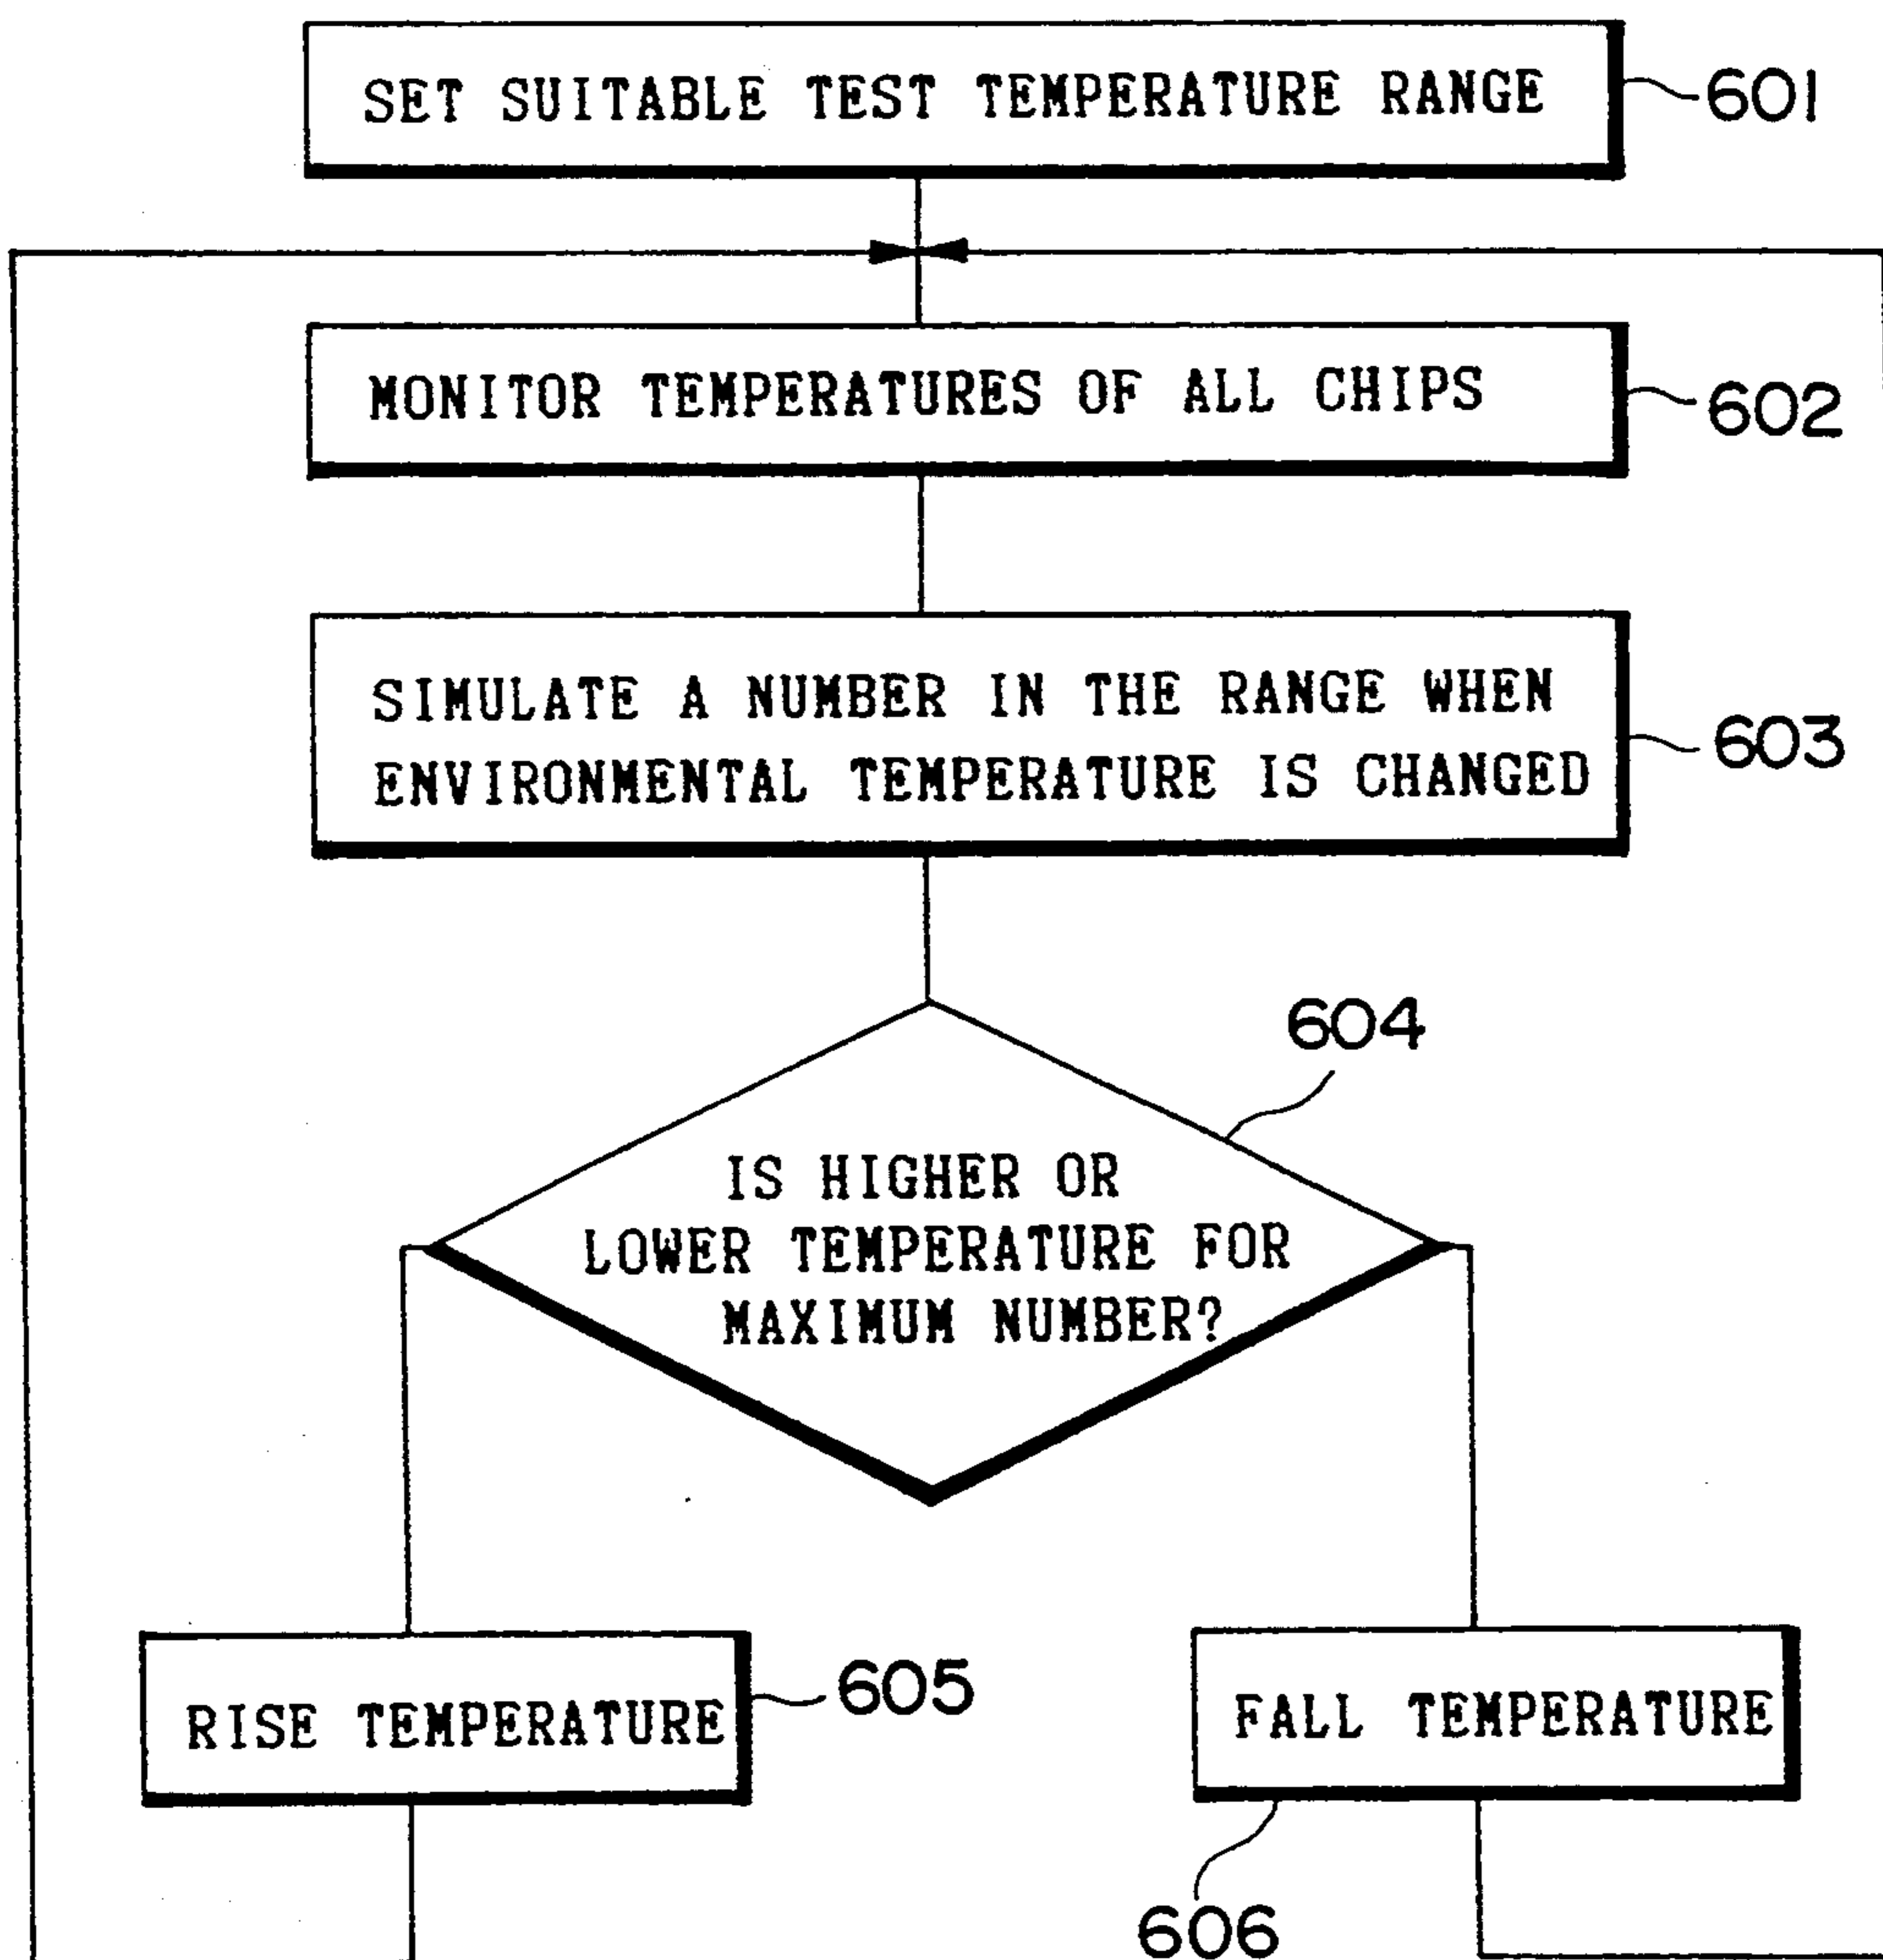 SET SUITABLE TEST TEMPERATURE RANGE
601
MONITOR TEMPERATURES OF ALL CHIPS
602
SIMULATE A NUMBER IN THE RANGE WHEN
ENVIRONMENTAL TEMPERATURE IS CHANGED
603
604
IS HIGHER OR
LOWER TEMPERATURE FOR
MAXIMUM NUMBER?
RISE TEMPERATURE
605
FALL TEMPERATURE
606